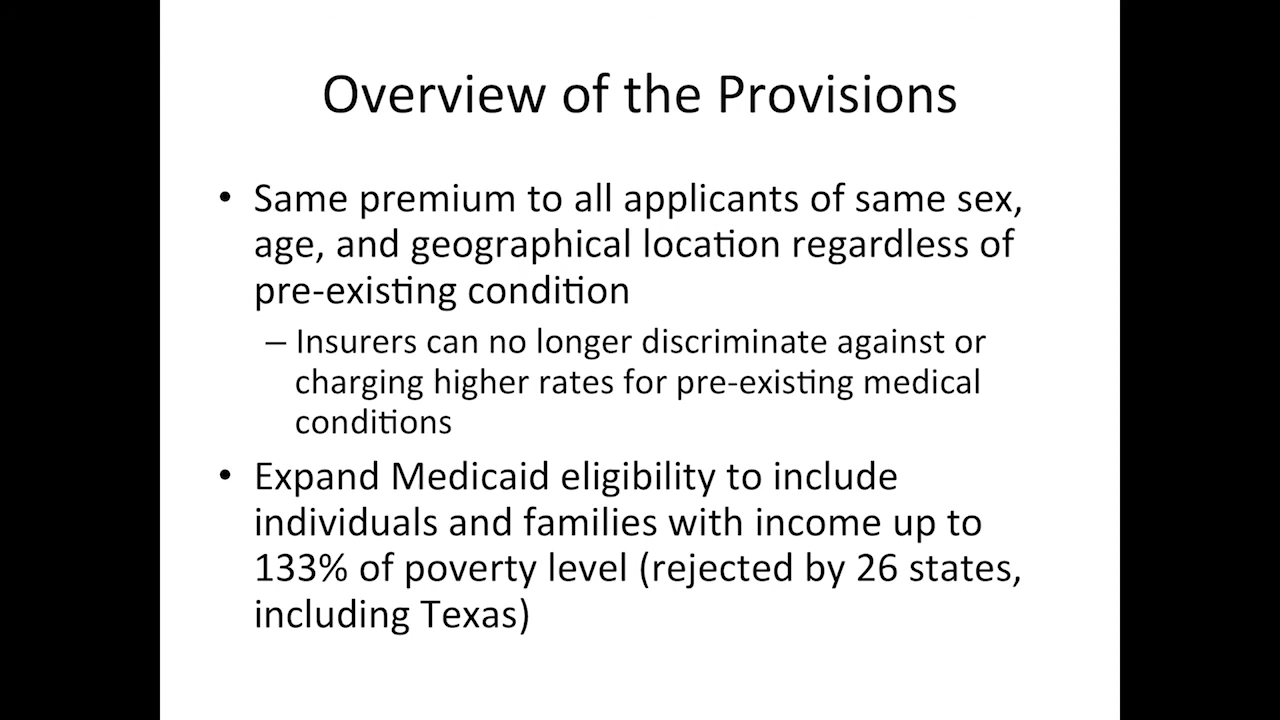 Overview of the Provisions
• Same premium to all applicants of same sex,
age, and geographical location regardless of
pre-existing condition
– Insurers can no longer discriminate against or
charging higher rates for pre-existing medical
conditions
• Expand Medicaid eligibility to include
individuals and families with income up to
133% of poverty level (rejected by 26 states,
including Texas)